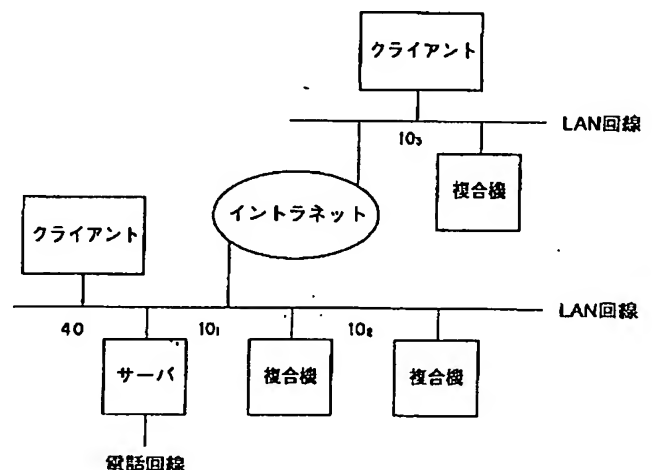 クライアント
LAN回線
10₃
複合機
イントラネット
クライアント
LAN回線
40
10₁
10₂
サーバ
複合機
複合機
電話回線